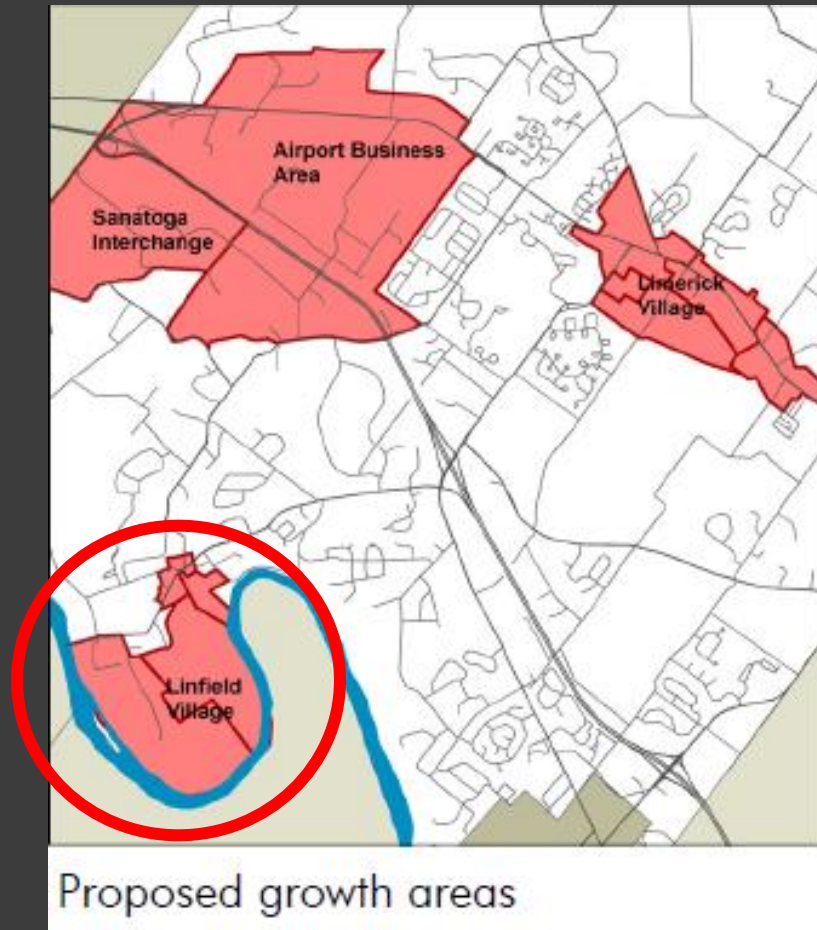 Airport Business
Area
Sanatoga
Interchange
Limerick
Village
Linfield
Village
Proposed growth areas